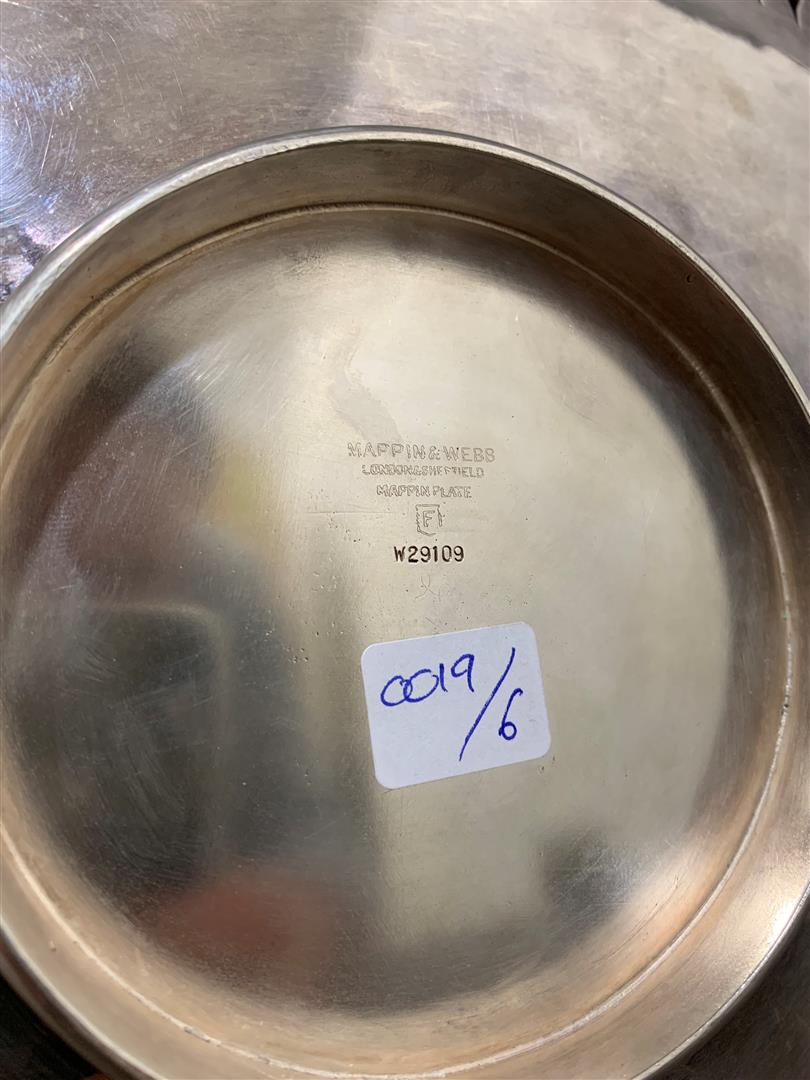 MAPPIN & WEBB
LONDON & SHEFFIELD
MAPPIN PLATE
F
W29109
0019/6